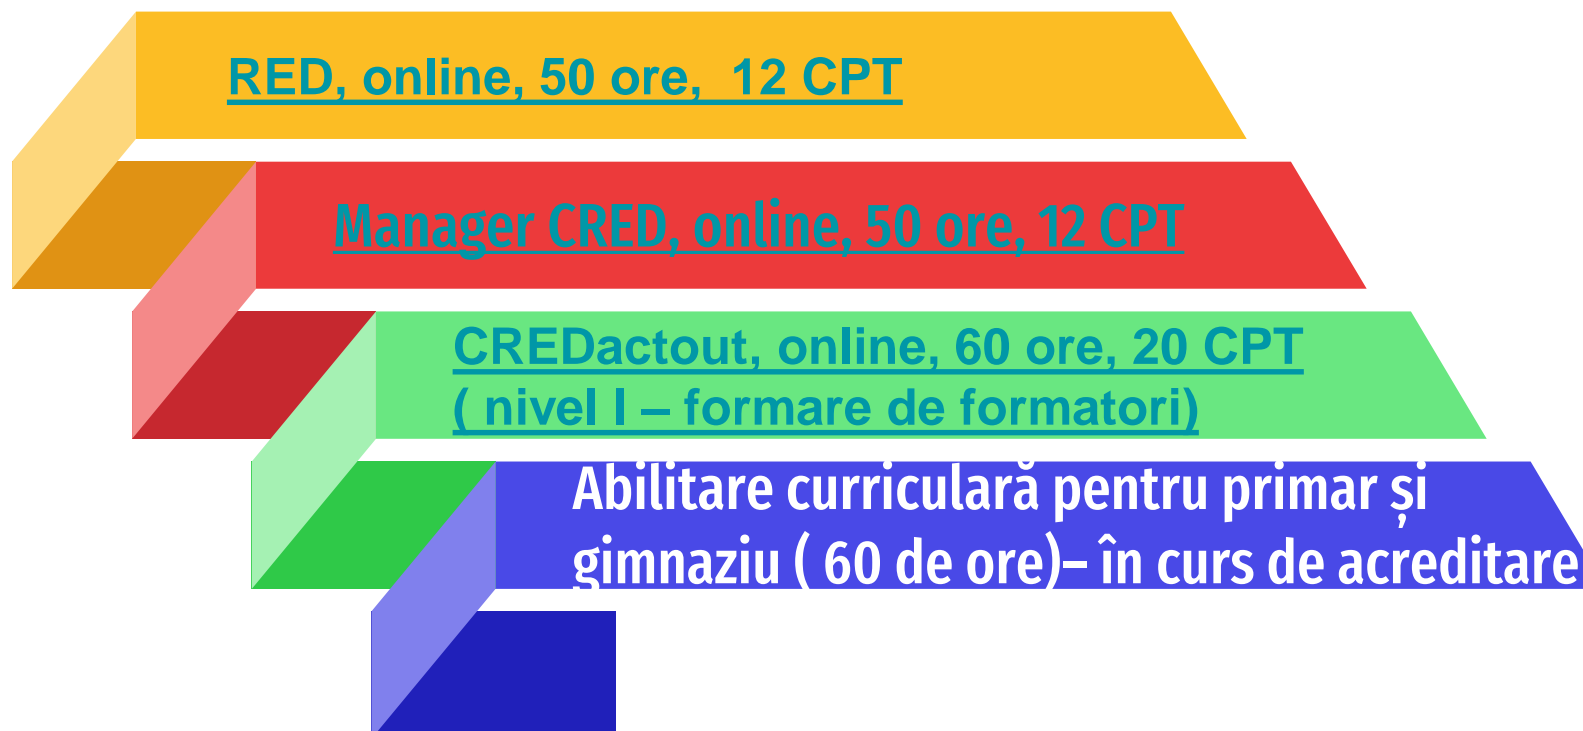 RED, online, 50 ore,  12 CPT
Manager CRED, online, 50 ore, 12 CPT
CREDactout, online, 60 ore, 20 CPT
( nivel I – formare de formatori)
Abilitare curriculară pentru primar și
gimnaziu ( 60 de ore)– în curs de acreditare